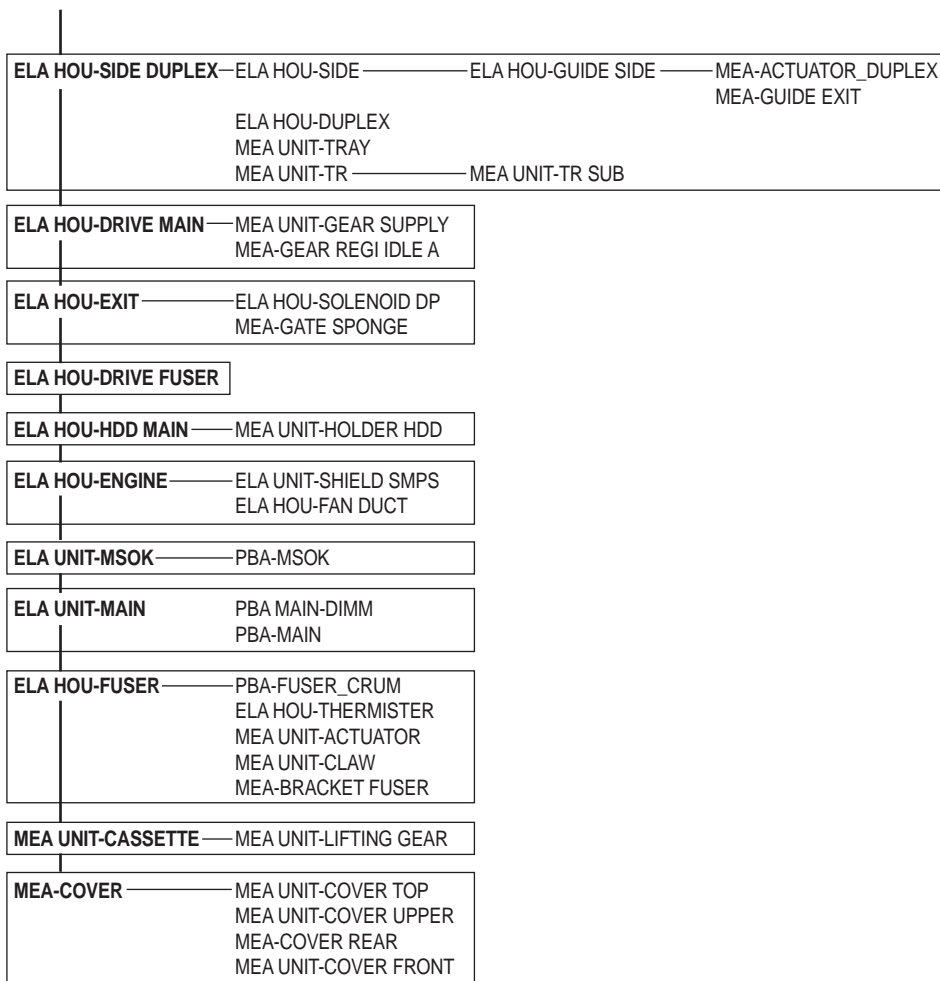 ELA HOU-SIDE DUPLEX ELA HOU-SIDE ELA HOU-GUIDE SIDE MEA-ACTUATOR_DUPLEX
MEA-GUIDE EXIT
ELA HOU-DUPLEX
MEA UNIT-TRAY
MEA UNIT-TR MEA UNIT-TR SUB
ELA HOU-DRIVE MAIN MEA UNIT-GEAR SUPPLY
MEA-GEAR REGI IDLE A
ELA HOU-EXIT ELA HOU-SOLENOID DP
MEA-GATE SPONGE
ELA HOU-DRIVE FUSER
ELA HOU-HDD MAIN MEA UNIT-HOLDER HDD
ELA HOU-ENGINE ELA UNIT-SHIELD SMPS
ELA HOU-FAN DUCT
ELA UNIT-MSOK PBA-MSOK
ELA UNIT-MAIN PBA MAIN-DIMM
PBA-MAIN
ELA HOU-FUSER PBA-FUSER_CRUM
ELA HOU-THERMISTER
MEA UNIT-ACTUATOR
MEA UNIT-CLAW
MEA-BRACKET FUSER
MEA UNIT-CASSETTE MEA UNIT-LIFTING GEAR
MEA-COVER MEA UNIT-COVER TOP
MEA UNIT-COVER UPPER
MEA-COVER REAR
MEA UNIT-COVER FRONT